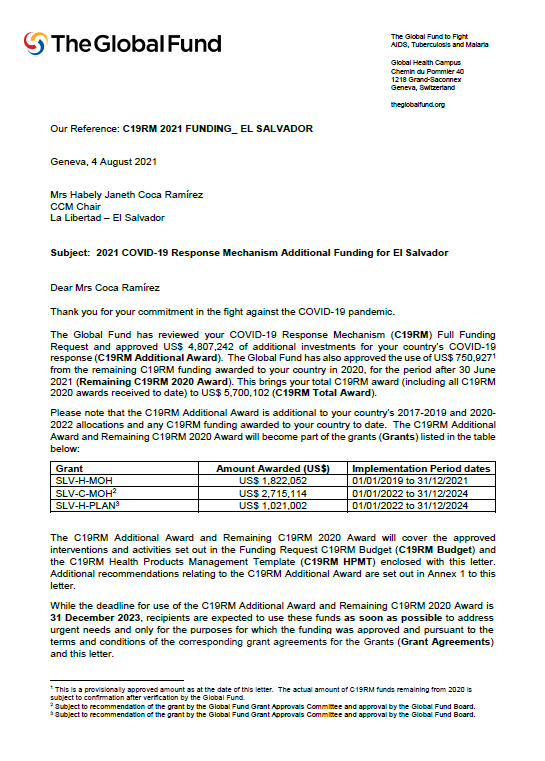 The Global Fund
The Global Fund to Fight
AIDS, Tuberculosis and Malaria
Global Health Campus
Chemin du Pommier 40
1218 Grand-Saconnex
Geneva, Switzerland
theglobalfund.org
Our Reference: C19RM 2021 FUNDING_ EL SALVADOR
Geneva, 4 August 2021
Mrs Habely Janeth Coca Ramírez
CCM Chair
La Libertad – El Salvador
Subject: 2021 COVID-19 Response Mechanism Additional Funding for El Salvador
Dear Mrs Coca Ramírez
Thank you for your commitment in the fight against the COVID-19 pandemic.
The Global Fund has reviewed your COVID-19 Response Mechanism (C19RM) Full Funding
Request and approved US$ 4,807,242 of additional investments for your country's COVID-19
response (C19RM Additional Award). The Global Fund has also approved the use of US$ 750,927¹
from the remaining C19RM funding awarded to your country in 2020, for the period after 30 June
2021 (Remaining C19RM 2020 Award). This brings your total C19RM award (including all C19RM
2020 awards received to date) to US$ 5,700,102 (C19RM Total Award).
Please note that the C19RM Additional Award is additional to your country's 2017-2019 and 2020-
2022 allocations and any C19RM funding awarded to your country to date. The C19RM Additional
Award and Remaining C19RM 2020 Award will become part of the grants (Grants) listed in the table
below:
Grant Amount Awarded (US$) Implementation Period dates
SLV-H-MOH US$ 1,822,052 01/01/2019 to 31/12/2021
SLV-C-MOH² US$ 2,715,114 01/01/2022 to 31/12/2024
SLV-H-PLAN³ US$ 1,021,002 01/01/2022 to 31/12/2024
The C19RM Additional Award and Remaining C19RM 2020 Award will cover the approved
interventions and activities set out in the Funding Request C19RM Budget (C19RM Budget) and
the C19RM Health Products Management Template (C19RM HPMT) enclosed with this letter.
Additional recommendations relating to the C19RM Additional Award are set out in Annex 1 to this
letter.
While the deadline for use of the C19RM Additional Award and Remaining C19RM 2020 Award is
31 December 2023, recipients are expected to use these funds as soon as possible to address
urgent needs and only for the purposes for which the funding was approved and pursuant to the
terms and conditions of the corresponding grant agreements for the Grants (Grant Agreements)
and this letter.
¹ This is a provisionally approved amount as at the date of this letter. The actual amount of C19RM funds remaining from 2020 is
subject to confirmation after verification by the Global Fund.
² Subject to recommendation of the grant by the Global Fund Grant Approvals Committee and approval by the Global Fund Board.
³ Subject to recommendation of the grant by the Global Fund Grant Approvals Committee and approval by the Global Fund Board.